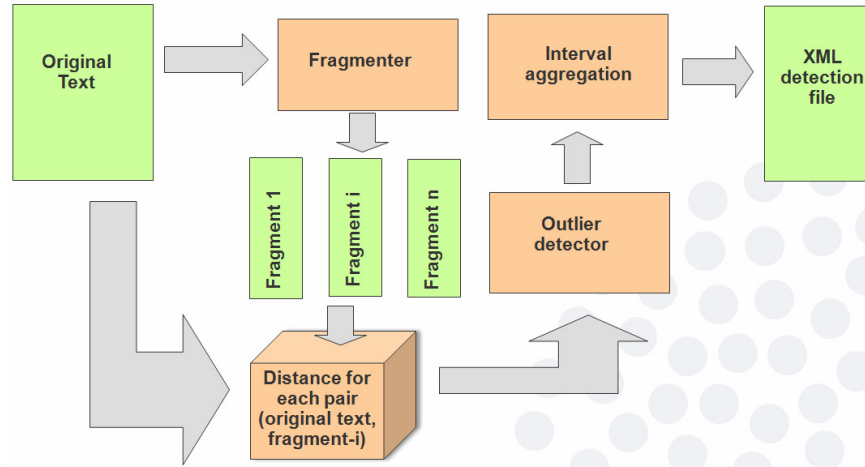 Original
Text
Fragmenter
Interval
aggregation
XML
detection
file
Fragment 1
Fragment i
Fragment n
Outlier
detector
Distance for
each pair
(original text,
fragment-i)